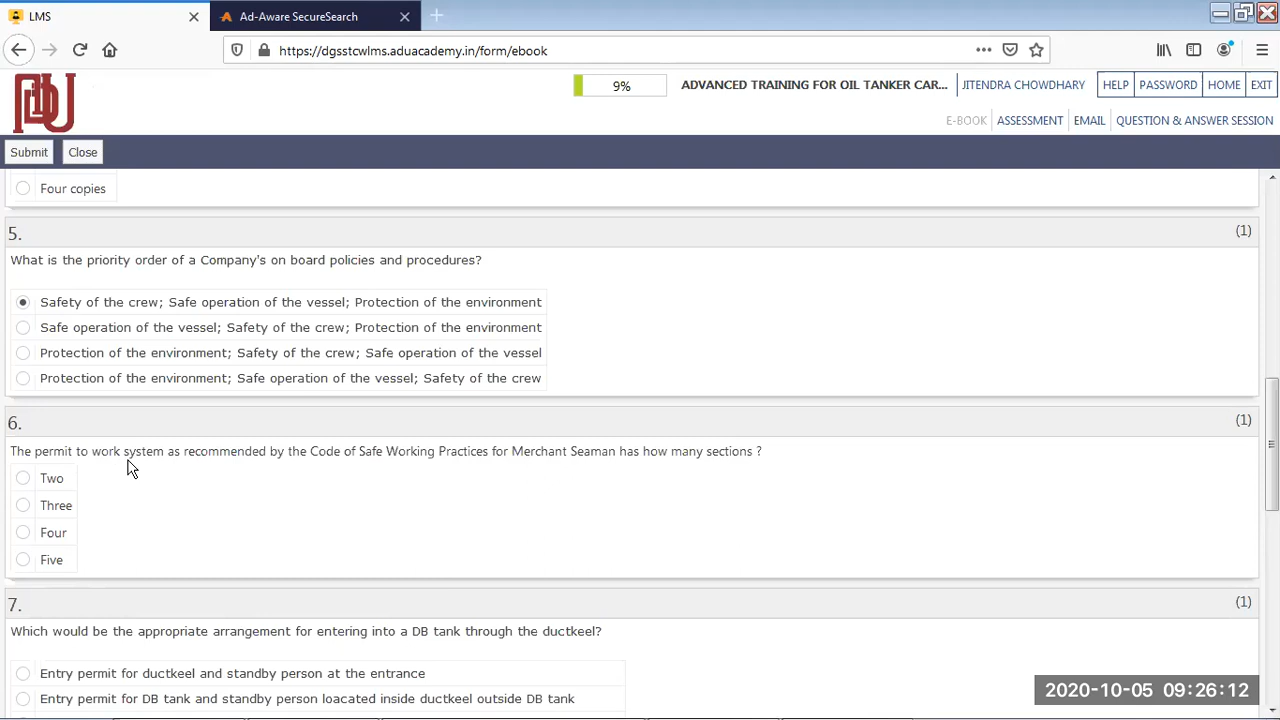 LMS
Ad-Aware SecureSearch
https://dgsstcwlms.aduacademy.in/form/ebook
9%
ADVANCED TRAINING FOR OIL TANKER CAR...
JITENDRA CHOWDHARY
HELP
PASSWORD
HOME
EXIT
E-BOOK
ASSESSMENT
EMAIL
QUESTION & ANSWER SESSION
Submit
Close
Four copies
5.
(1)
What is the priority order of a Company's on board policies and procedures?
Safety of the crew; Safe operation of the vessel; Protection of the environment
Safe operation of the vessel; Safety of the crew; Protection of the environment
Protection of the environment; Safety of the crew; Safe operation of the vessel
Protection of the environment; Safe operation of the vessel; Safety of the crew
6.
(1)
The permit to work system as recommended by the Code of Safe Working Practices for Merchant Seaman has how many sections ?
Two
Three
Four
Five
7.
(1)
Which would be the appropriate arrangement for entering into a DB tank through the ductkeel?
Entry permit for ductkeel and standby person at the entrance
Entry permit for DB tank and standby person loacated inside ductkeel outside DB tank
2020-10-05 09:26:12